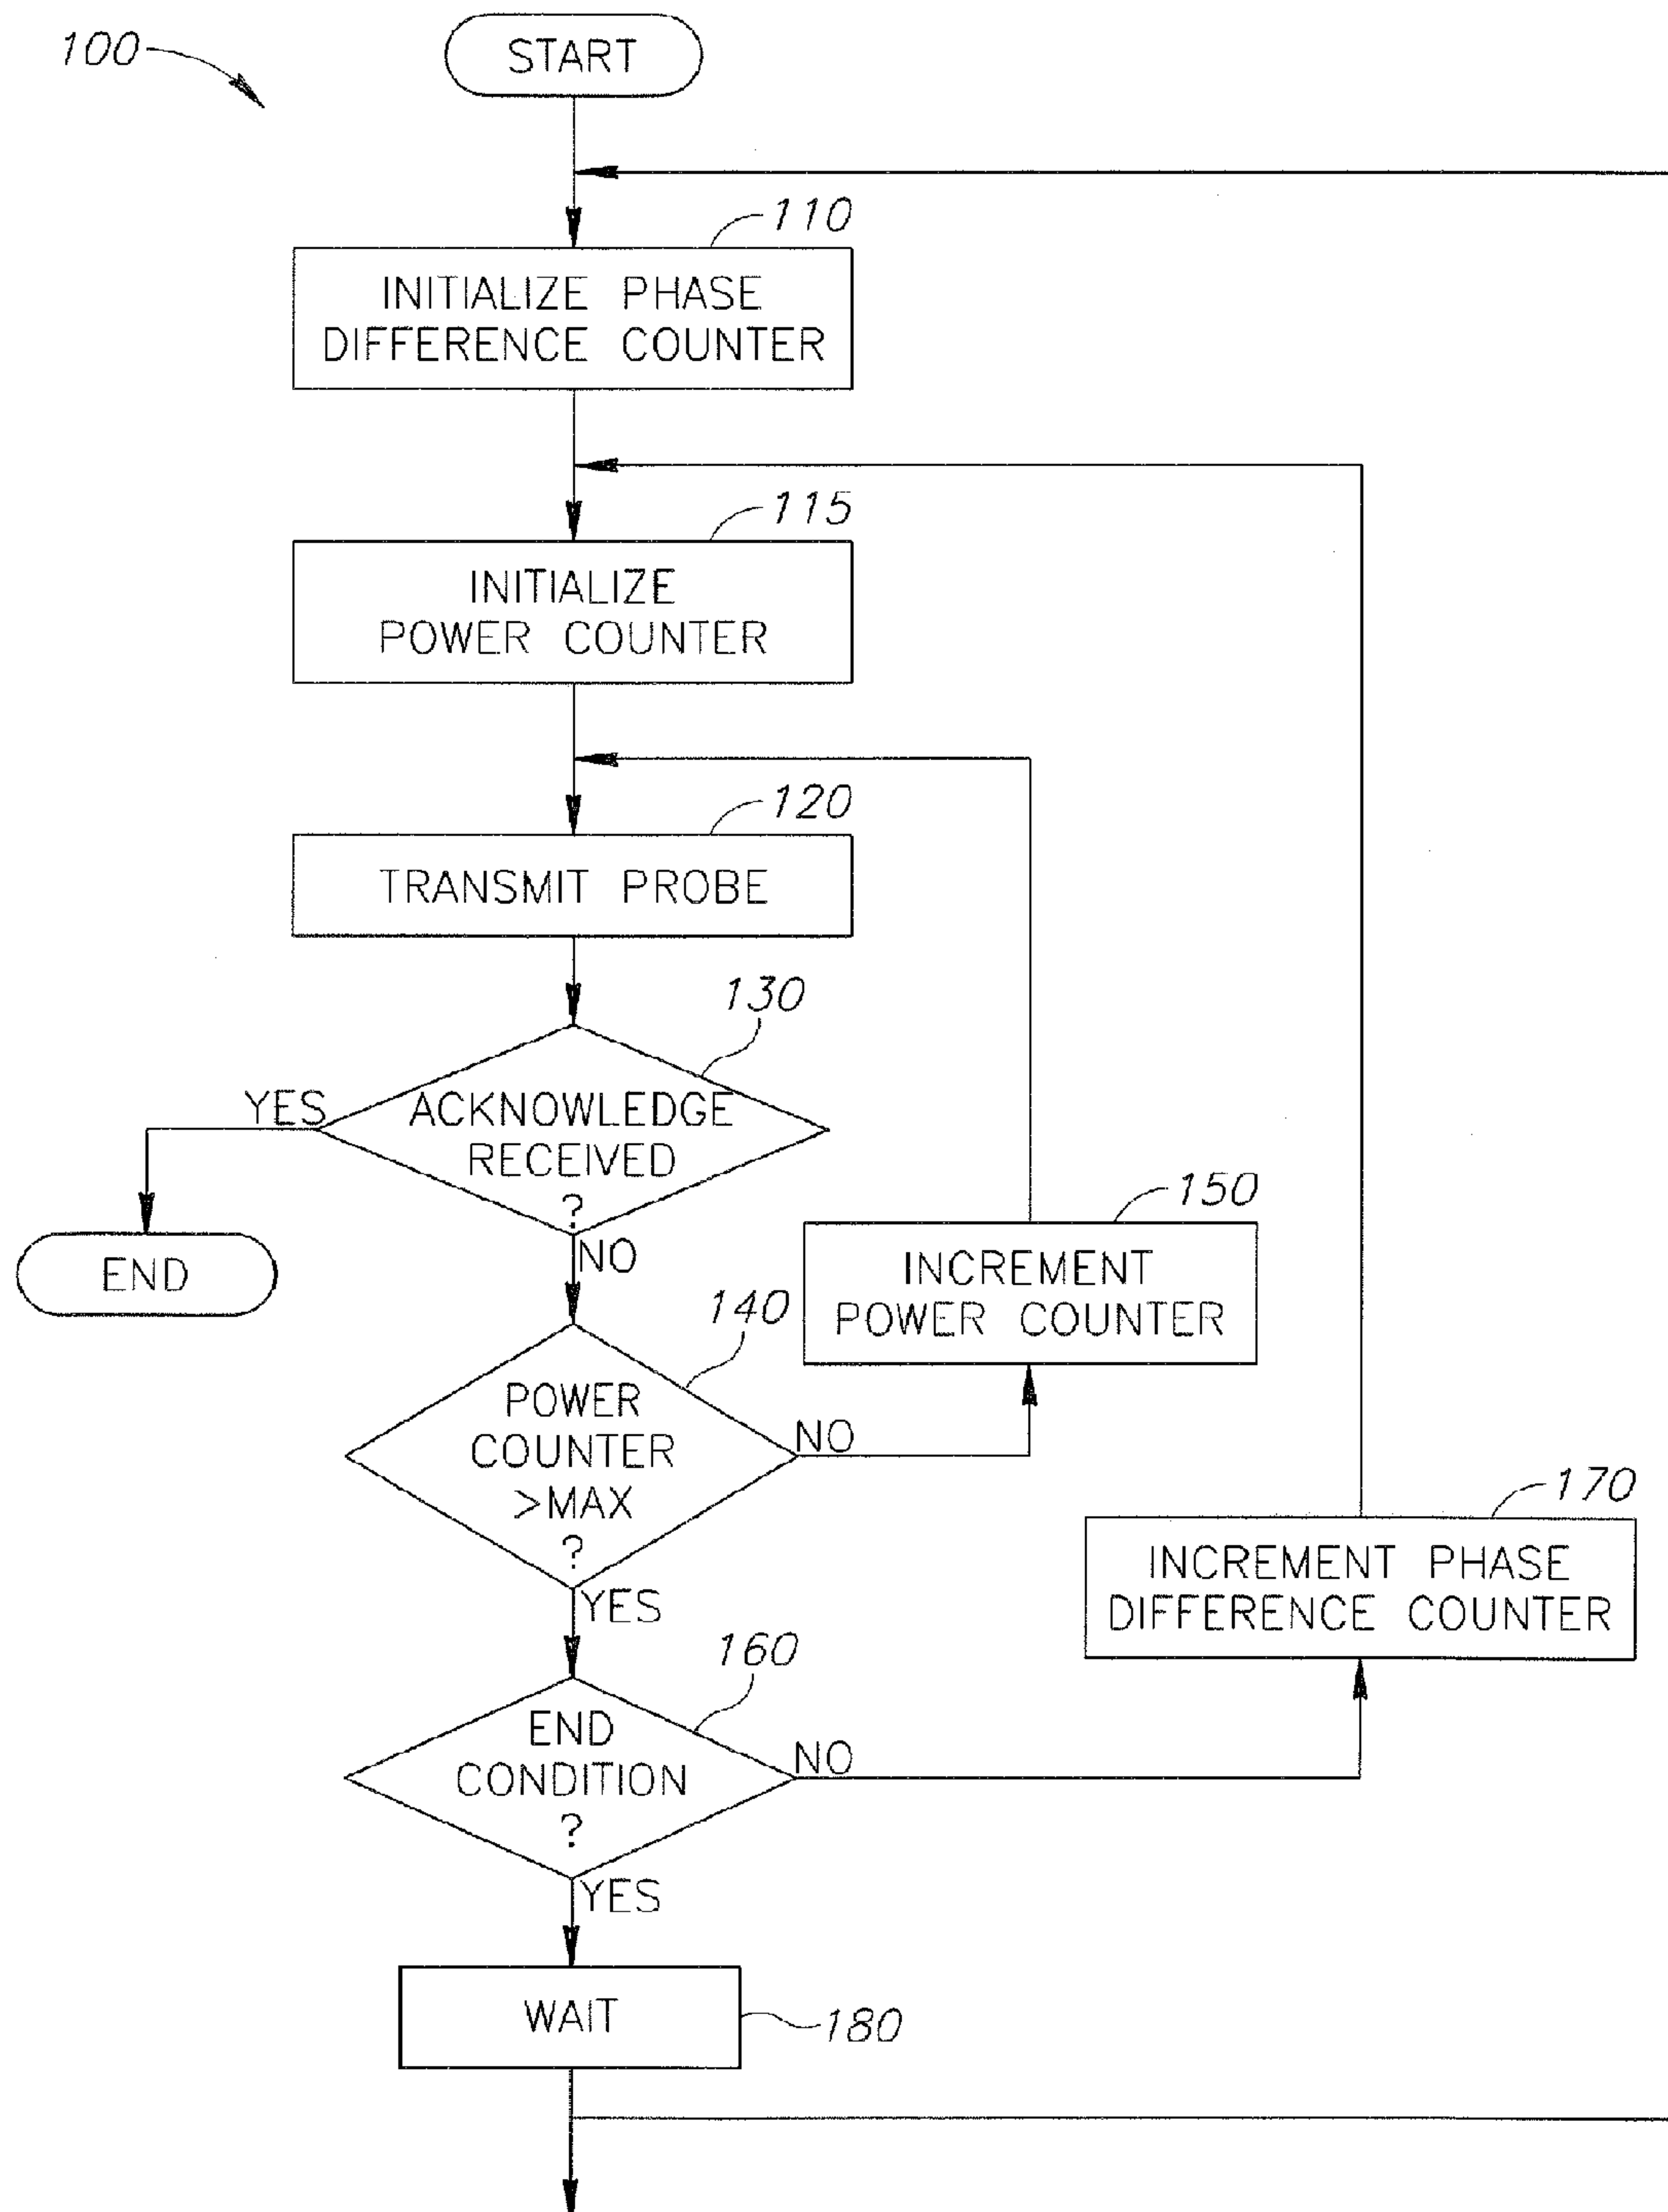 100
START
110
INITIALIZE PHASE
DIFFERENCE COUNTER
115
INITIALIZE
POWER COUNTER
120
TRANSMIT PROBE
130
YES
ACKNOWLEDGE
RECEIVED
?
NO
END
150
INCREMENT
POWER COUNTER
140
POWER
COUNTER
>MAX
?
NO
YES
170
INCREMENT PHASE
DIFFERENCE COUNTER
160
END
CONDITION
?
NO
YES
WAIT
180